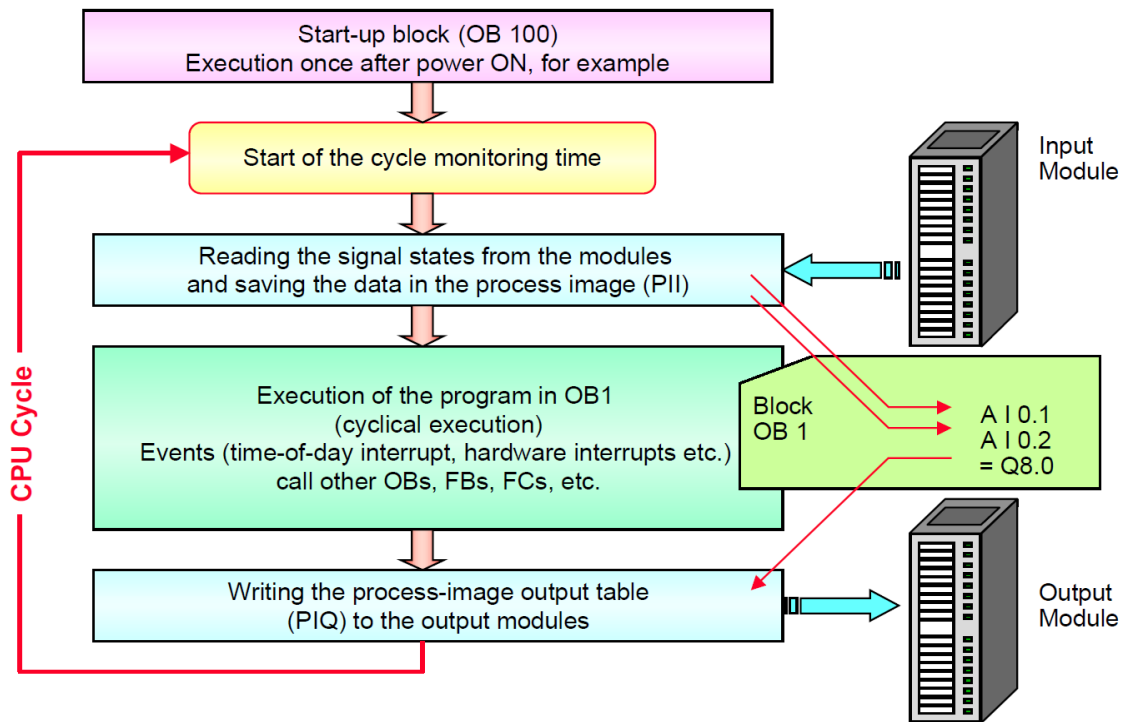 Start-up block (OB 100)
Execution once after power ON, for example
Start of the cycle monitoring time
Input
Module
Reading the signal states from the modules
and saving the data in the process image (PII)
CPU Cycle
Execution of the program in OB1
(cyclical execution)
Events (time-of-day interrupt, hardware interrupts etc.)
call other OBs, FBs, FCs, etc.
Block
OB 1
A I 0.1
A I 0.2
= Q8.0
Writing the process-image output table
(PIQ) to the output modules
Output
Module